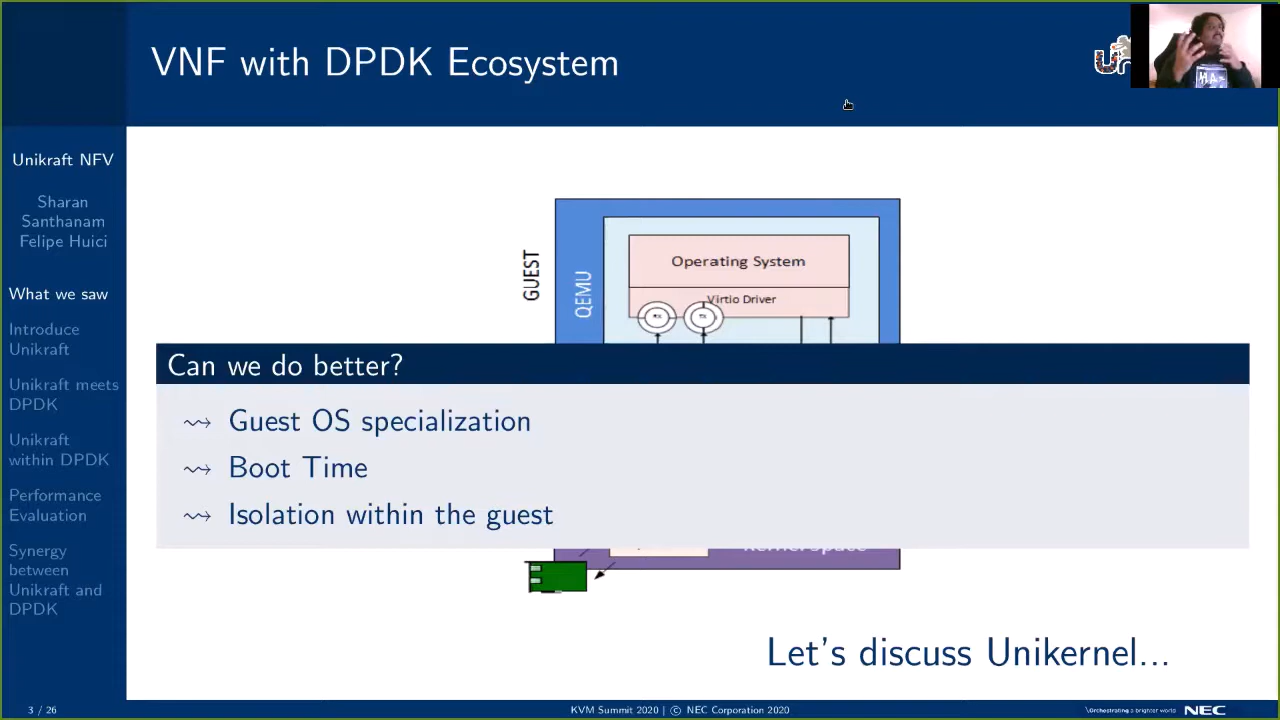 VNF with DPDK Ecosystem
Unikraft NFV
Sharan
Santhanam
Felipe Huici
What we saw
Introduce
Unikraft
Unikraft meets
DPDK
Unikraft
within DPDK
Performance
Evaluation
Synergy
between
Unikraft and
DPDK
GUEST
QEMU
Operating System
Virtio Driver
Can we do better?
⇝ Guest OS specialization
⇝ Boot Time
⇝ Isolation within the guest
Let's discuss Unikernel...
3 / 26
KVM Summit 2020 | © NEC Corporation 2020
\Orchestrating a brighter world
NEC